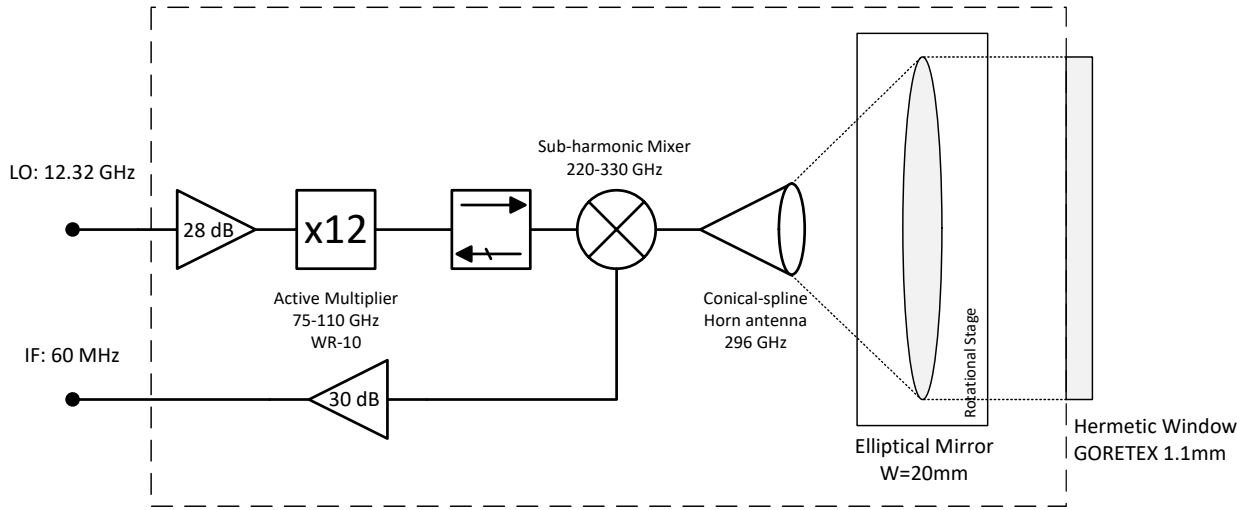 Sub-harmonic Mixer
220-330 GHz
LO: 12.32 GHz
28 dB
x12
Active Multiplier
75-110 GHz
WR-10
Conical-spline
Horn antenna
296 GHz
Rotational Stage
IF: 60 MHz
30 dB
Elliptical Mirror
W=20mm
Hermetic Window
GORETEX 1.1mm